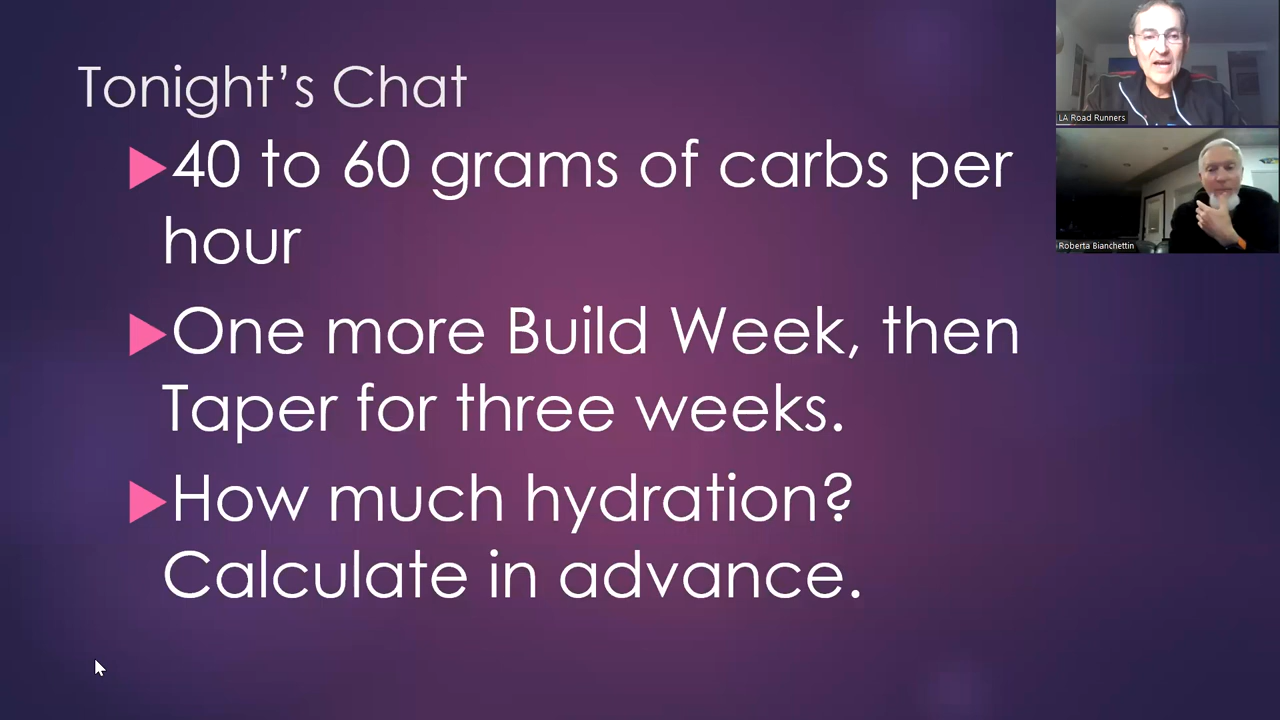 Tonight’s Chat
40 to 60 grams of carbs per
hour
One more Build Week, then
Taper for three weeks.
How much hydration?
Calculate in advance.
LA Road Runners
Roberta Bianchettin